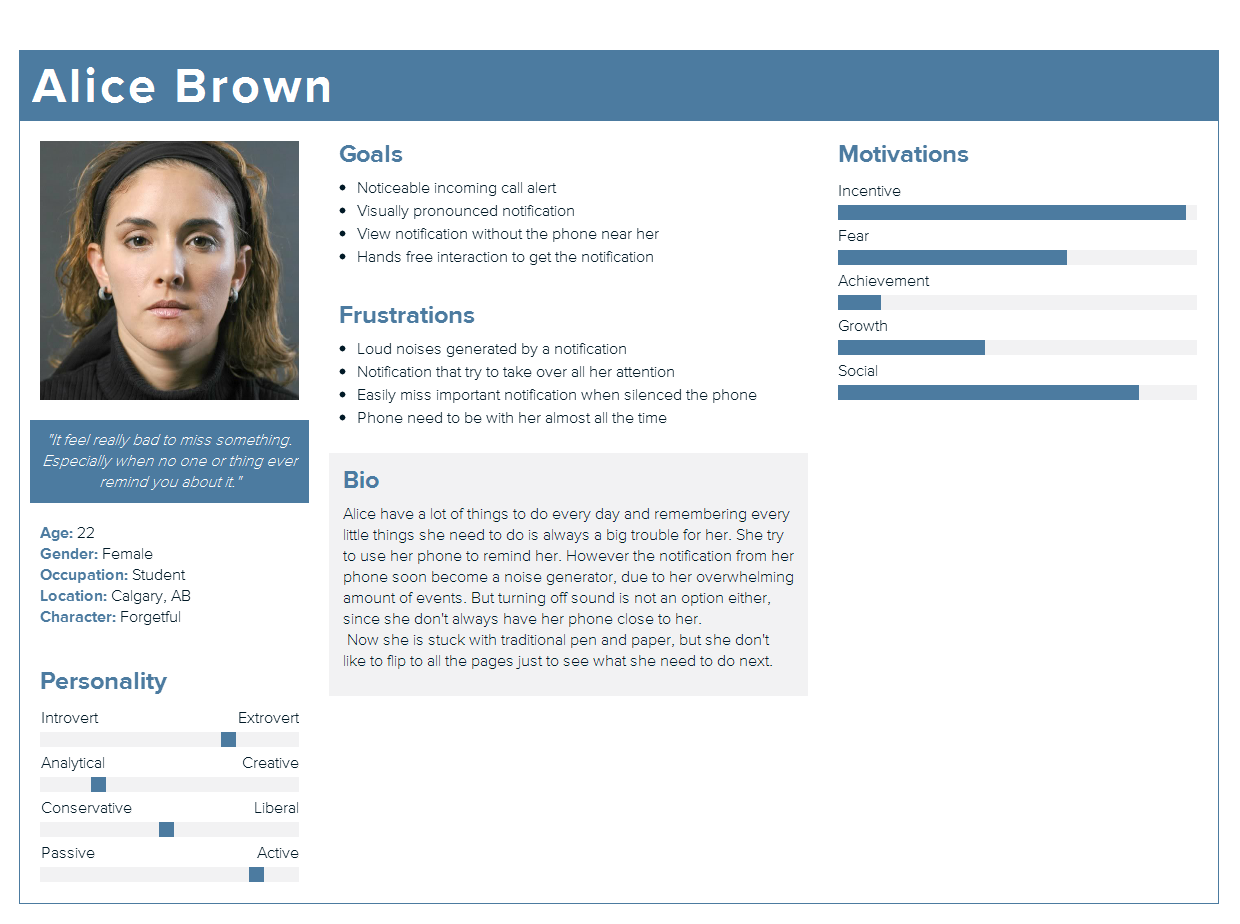 Alice Brown
"It feel really bad to miss something.
Especially when no one or thing ever
remind you about it."
Age: 22
Gender: Female
Occupation: Student
Location: Calgary, AB
Character: Forgetful
Personality
Introvert Extrovert
Analytical Creative
Conservative Liberal
Passive Active
Goals
• Noticeable incoming call alert
• Visually pronounced notification
• View notification without the phone near her
• Hands free interaction to get the notification
Frustrations
• Loud noises generated by a notification
• Notification that try to take over all her attention
• Easily miss important notification when silenced the phone
• Phone need to be with her almost all the time
Bio
Alice have a lot of things to do every day and remembering every
little things she need to do is always a big trouble for her. She try
to use her phone to remind her. However the notification from her
phone soon become a noise generator, due to her overwhelming
amount of events. But turning off sound is not an option either,
since she don't always have her phone close to her.
Now she is stuck with traditional pen and paper, but she don't
like to flip to all the pages just to see what she need to do next.
Motivations
Incentive
Fear
Achievement
Growth
Social